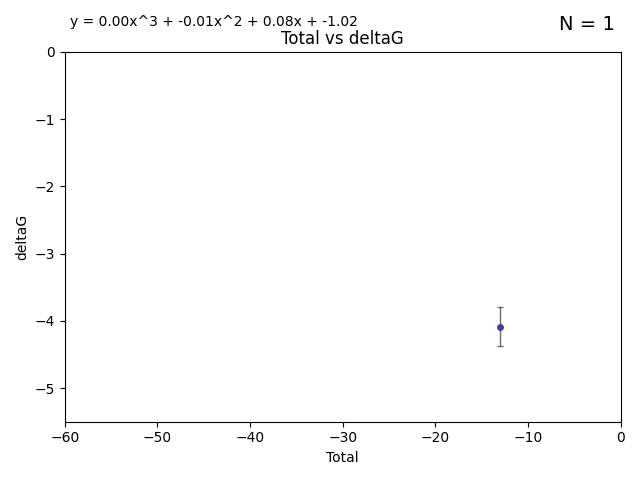 y = 0.00x^3 + -0.01x^2 + 0.08x + -1.02
N = 1
Total vs deltaG
0
−1
−2
−3
−4
−5
deltaG
−60 −50 −40 −30 −20 −10 0
Total